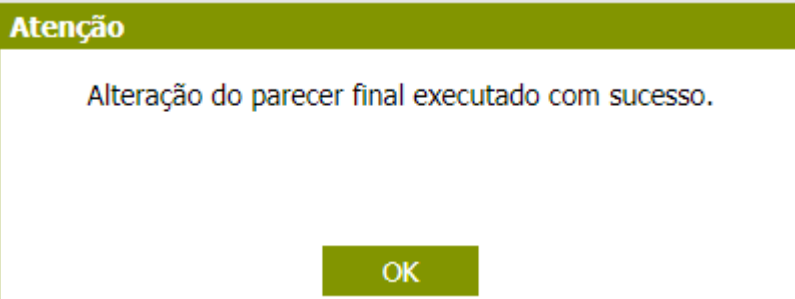 Atenção
Alteração do parecer final executado com sucesso.
OK